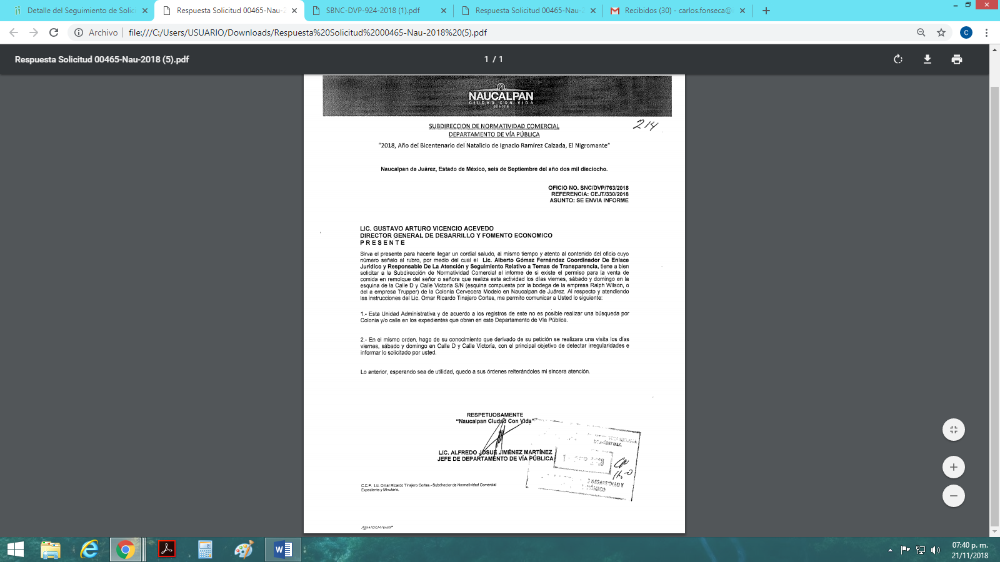 Detalle del Seguimiento de Solici
Respuesta Solicitud 00465-Nau-2
SBNC-DVP-924-2018 (1).pdf
Respuesta Solicitud 00465-Nau-
Recibidos (30) - carlos.fonseca@
Archivo
file:///C:/Users/USUARIO/Downloads/Respuesta%20Solicitud%2000465-Nau-2018%20(5).pdf
C
Respuesta Solicitud 00465-Nau-2018 (5).pdf
1 / 1
NAUCALPAN
CIUDAD CON VIDA
2016-2018
214
SUBDIRECCION DE NORMATIVIDAD COMERCIAL
DEPARTAMENTO DE VÍA PÚBLICA
“2018, Año del Bicentenario del Natalicio de Ignacio Ramírez Calzada, El Nigromante”
Naucalpan de Juárez, Estado de México, seis de Septiembre del año dos mil dieciocho.
OFICIO NO. SNC/DVP/763/2018
REFERENCIA: CEJT/330/2018
ASUNTO: SE ENVIA INFORME
LIC. GUSTAVO ARTURO VICENCIO ACEVEDO
DIRECTOR GENERAL DE DESARRILLO Y FOMENTO ECONOMICO
P R E S E N T E
Sirva el presente para hacerle llegar un cordial saludo, al mismo tiempo y atento al contenido del oficio cuyo
número señalo al rubro, por medio del cual el Lic. Alberto Gómez Fernández Coordinador De Enlace
Jurídico y Responsable De La Atención y Seguimiento Relativo a Temas de Transparencia, tiene a bien
solicitar a la Subdirección de Normatividad Comercial el informe de si existe el permiso para la venta de
comida en remolque del señor o señora que realiza esta actividad los días viernes, sábado y domingo en la
esquina de la Calle D y Calle Victoria S/N (esquina compuesta por la bodega de la empresa Ralph Wilson, o
del a empresa Trupper) de la Colonia Cervecera Modelo en Naucalpan de Juárez. Al respecto y atendiendo
las instrucciones del Lic. Omar Ricardo Tinajero Cortes, me permito comunicar a Usted lo siguiente:
1.- Esta Unidad Administrativa y de acuerdo a los registros de este no es posible realizar una búsqueda por
Colonia y/o calle en los expedientes que obran en este Departamento de Vía Pública.
2.- En el mismo orden, hago de su conocimiento que derivado de su petición se realizara una visita los días
viernes, sábado y domingo en Calle D y Calle Victoria, con el principal objetivo de detectar irregularidades e
informar lo solicitado por usted.
Lo anterior, esperando sea de utilidad, quedo a sus órdenes reiterándoles mi sincera atención.
RESPETUOSAMENTE
“Naucalpan Ciudad Con Vida”
LIC. ALFREDO JOSUE JIMÉNEZ MARTÍNEZ
JEFE DE DEPARTAMENTO DE VÍA PÚBLICA
C.C.P. Lic. Omar Ricardo Tinajero Cortes.- Subdirector de Normatividad Comercial
Expediente y Minutario.
07:40 p. m.
21/11/2018